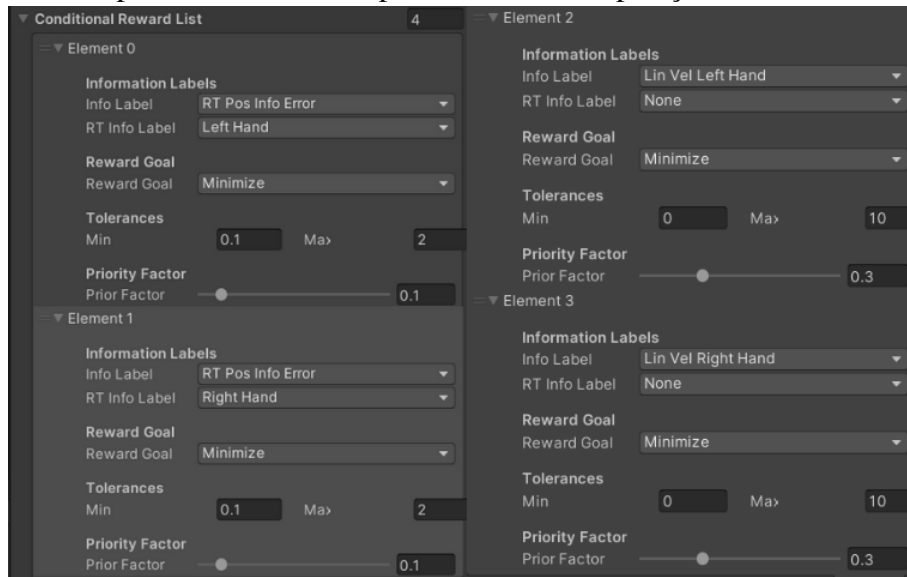 Conditional Reward List 4
Element 0
Information Labels
Info Label RT Pos Info Error
RT Info Label Left Hand
Reward Goal
Reward Goal Minimize
Tolerances
Min 0.1 Max 2
Priority Factor
Prior Factor 0.1
Element 1
Information Labels
Info Label RT Pos Info Error
RT Info Label Right Hand
Reward Goal
Reward Goal Minimize
Tolerances
Min 0.1 Max 2
Priority Factor
Prior Factor 0.1
Element 2
Information Labels
Info Label Lin Vel Left Hand
RT Info Label None
Reward Goal
Reward Goal Minimize
Tolerances
Min 0 Max 10
Priority Factor
Prior Factor 0.3
Element 3
Information Labels
Info Label Lin Vel Right Hand
RT Info Label None
Reward Goal
Reward Goal Minimize
Tolerances
Min 0 Max 10
Priority Factor
Prior Factor 0.3